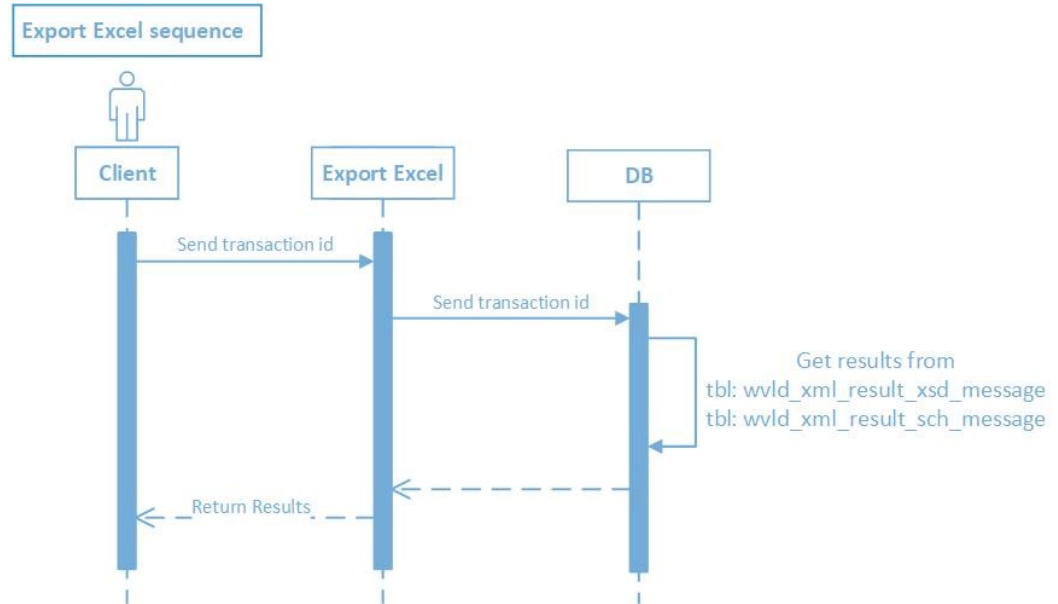 Export Excel sequence
Client
Export Excel
DB
Send transaction id
Send transaction id
Get results from
tbl: wvld_xml_result_xsd_message
tbl: wvld_xml_result_sch_message
Return Results